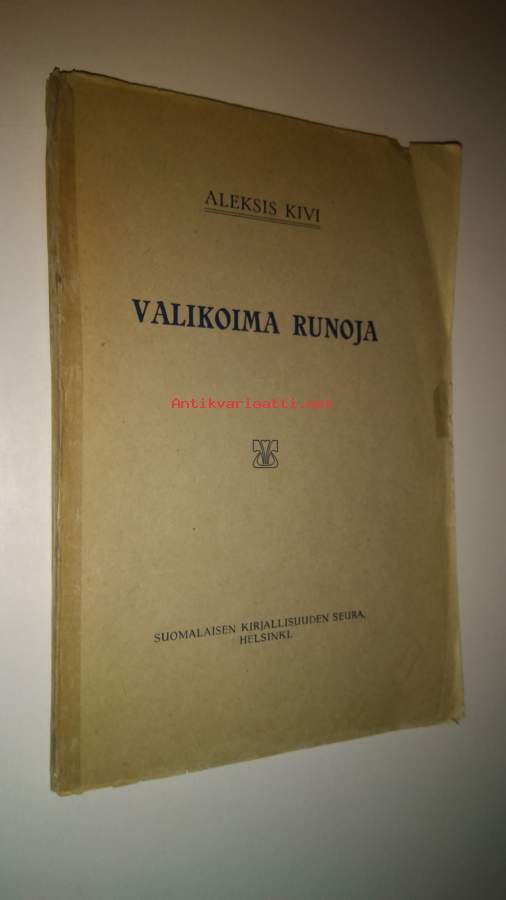 ALEKSIS KIVI
VALIKOIMA RUNOJA
Antikvariaatti.net
SUOMALAISEN KIRJALLISUUDEN SEURA,
HELSINKI.